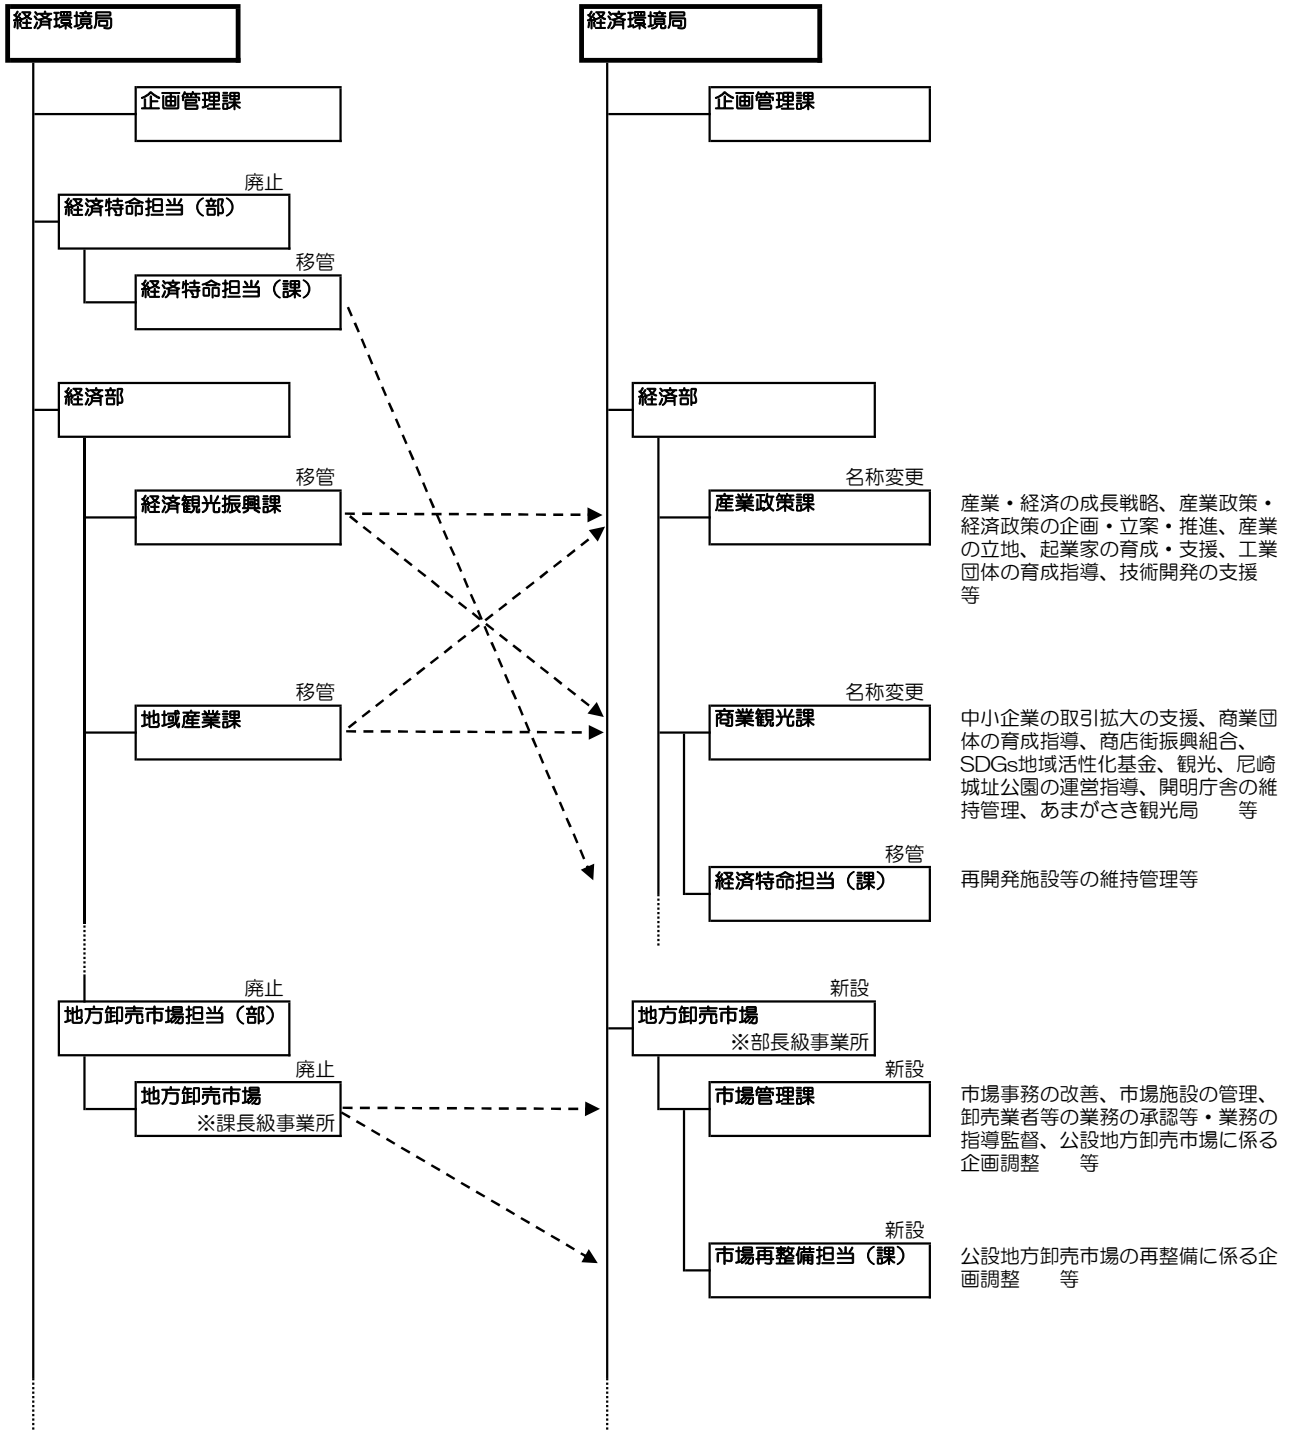 経済環境局
経済環境局
企画管理課
企画管理課
廃止
経済特命担当（部）
移管
経済特命担当（課）
経済部
経済部
移管
経済観光振興課
名称変更
産業政策課
産業・経済の成長戦略、産業政策・
経済政策の企画・立案・推進、産業
の立地、起業家の育成・支援、工業
団体の育成指導、技術開発の支援
等
移管
地域産業課
名称変更
商業観光課
中小企業の取引拡大の支援、商業団
体の育成指導、商店街振興組合、
SDGs地域活性化基金、観光、尼崎
城址公園の運営指導、開明庁舎の維
持管理、あまがさき観光局　　等
移管
経済特命担当（課）
再開発施設等の維持管理等
廃止
地方卸売市場担当（部）
新設
地方卸売市場
※部長級事業所
廃止
地方卸売市場
※課長級事業所
新設
市場管理課
市場事務の改善、市場施設の管理、
卸売業者等の業務の承認等・業務の
指導監督、公設地方卸売市場に係る
企画調整　　等
新設
市場再整備担当（課）
公設地方卸売市場の再整備に係る企
画調整　　等